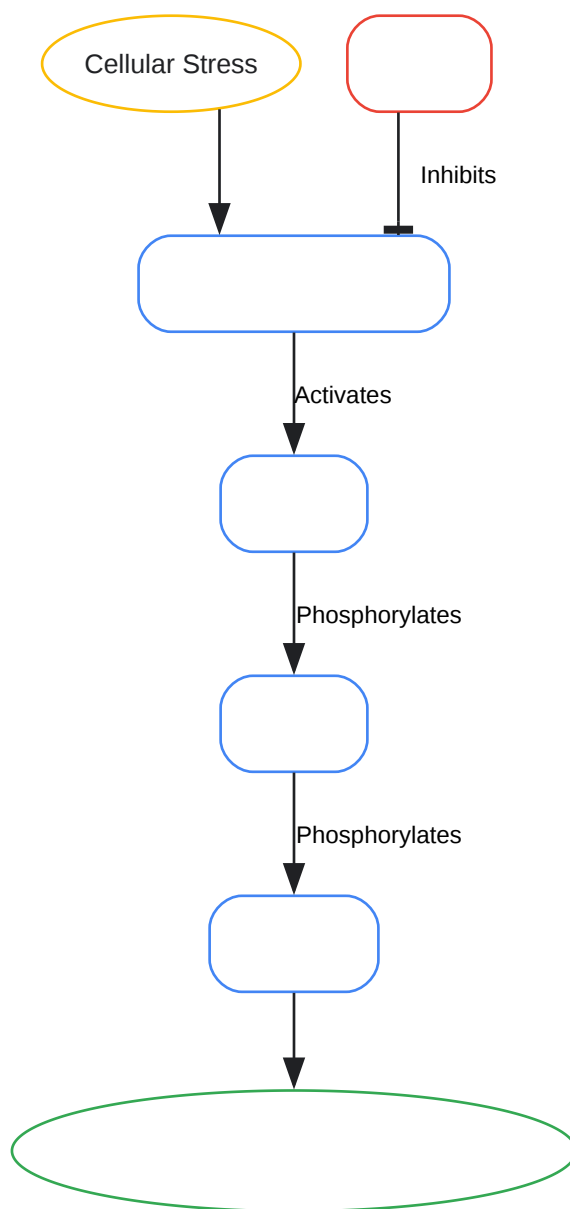 Cellular Stress
Inhibits
Activates
Phosphorylates
Phosphorylates